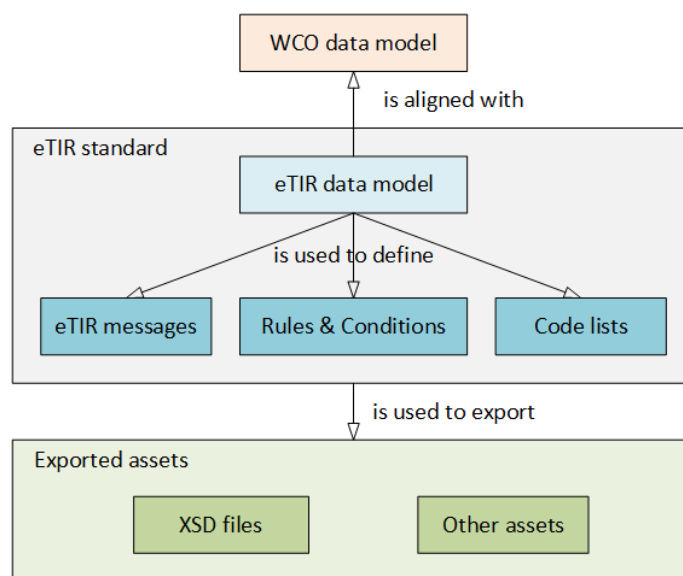 WCO data model
is aligned with
eTIR standard
eTIR data model
is used to define
eTIR messages
Rules & Conditions
Code lists
is used to export
Exported assets
XSD files
Other assets